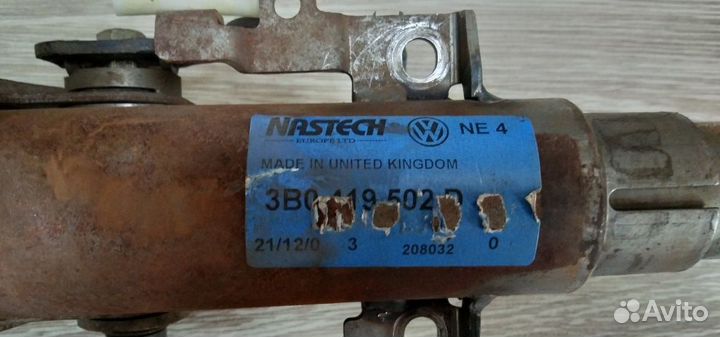 NASTECH NE 4
EUROPE LTD
MADE IN UNITED KINGDOM
3B0 419 502 D
21/12/0 3 208032 0
Avito